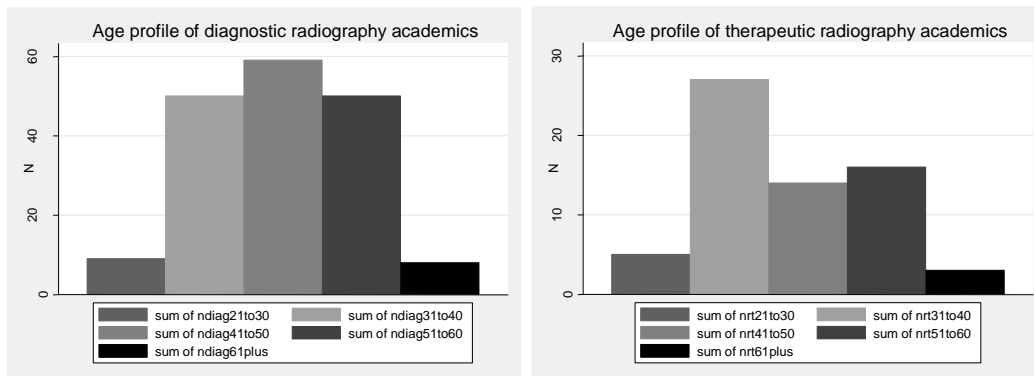 Age profile of diagnostic radiography academics
60
40
20
0
N
sum of ndiag21to30 sum of ndiag31to40
sum of ndiag41to50 sum of ndiag51to60
sum of ndiag61plus
Age profile of therapeutic radiography academics
30
20
10
0
N
sum of nrt21to30 sum of nrt31to40
sum of nrt41to50 sum of nrt51to60
sum of nrt61plus